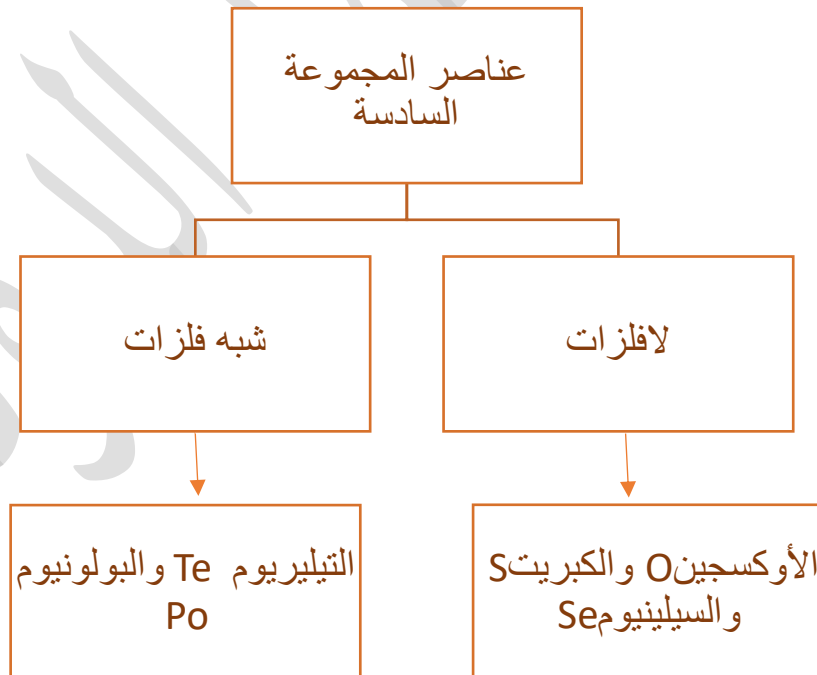 عناصر المجموعة
السادسة
لافلزات
شبه فلزات
الأوكسجينO والكبريتS
والسيلينيومSe
التيليريوم Te والبولونيوم
Po